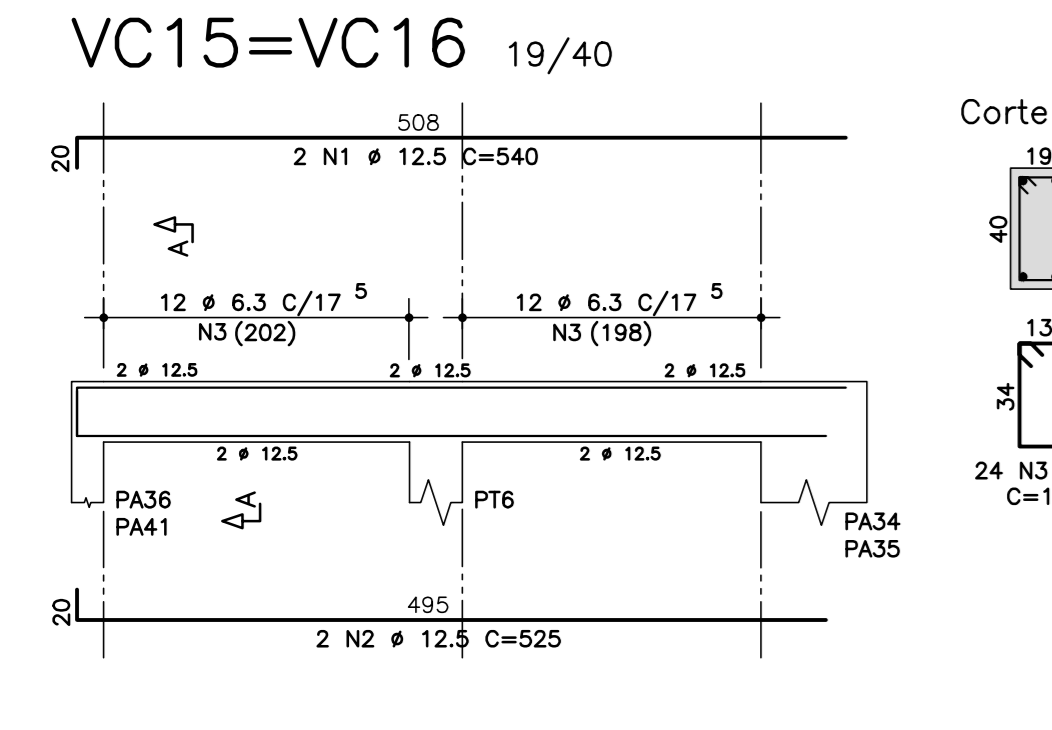 VC15=VC16 19/40
508
20
2 N1 ø 12.5 C=540
A
12 ø 6.3 C/17 5
N3 (202)
12 ø 6.3 C/17 5
N3 (198)
2 ø 12.5
2 ø 12.5
2 ø 12.5
2 ø 12.5
2 ø 12.5
PA36
PA41
A
PT6
PA34
PA35
495
20
2 N2 ø 12.5 C=525
Corte
19
40
13
34
24 N3
C=1